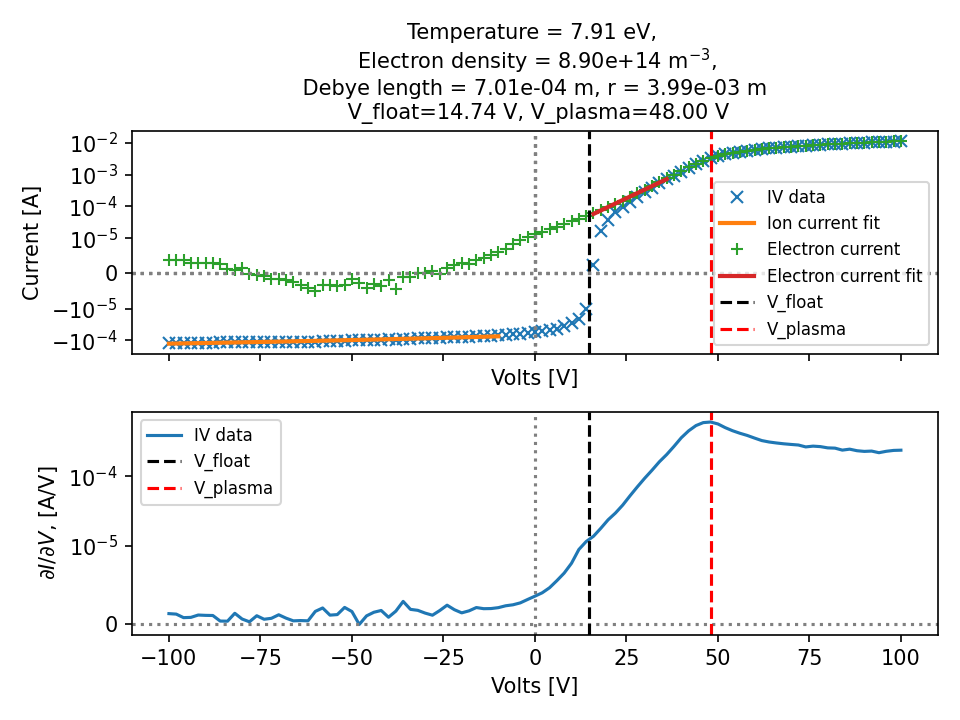 Temperature = 7.91 eV,
Electron density = 8.90e+14 m⁻³,
Debye length = 7.01e-04 m, r = 3.99e-03 m
V_float=14.74 V, V_plasma=48.00 V
Current [A]
10⁻²
10⁻³
10⁻⁴
10⁻⁵
0
−10⁻⁵
−10⁻⁴
IV data
Ion current fit
Electron current
Electron current fit
V_float
V_plasma
Volts [V]
∂I/∂V, [A/V]
10⁻⁴
10⁻⁵
0
IV data
V_float
V_plasma
−100 −75 −50 −25 0 25 50 75 100
Volts [V]